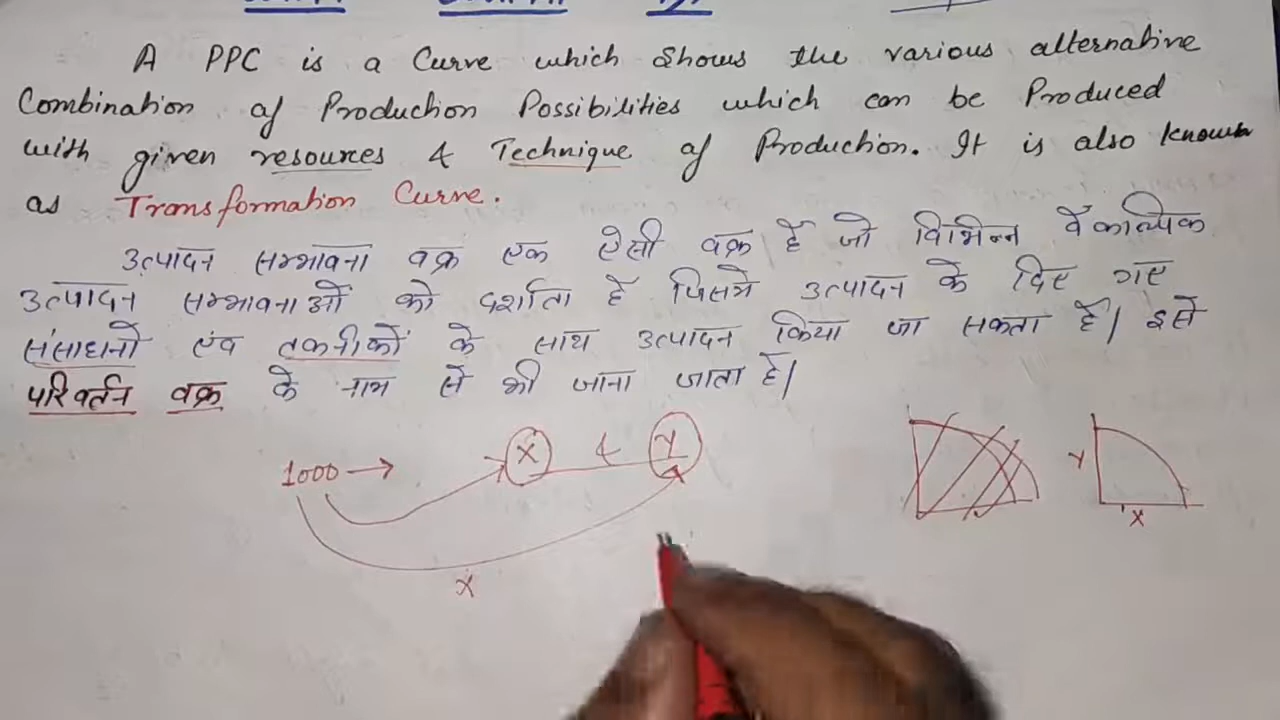 A PPC is a Curve which shows the various alternative
Combination of Production Possibilities which can be Produced
with given resources & Technique of Production. It is also known
as Transformation Curve.
उत्पादन सम्भावना वक्र एक ऐसी वक्र है जो विभिन्न वैकल्पिक
उत्पादन सम्भावनाओं को दर्शाता है जिसमे उत्पादन के दिए गए
संसाधनों एंव तकनीकों के साथ उत्पादन किया जा सकता है। इसे
परिवर्तन वक्र के नाम से भी जाना जाता है।
1000 → X & Y
X
Y
X